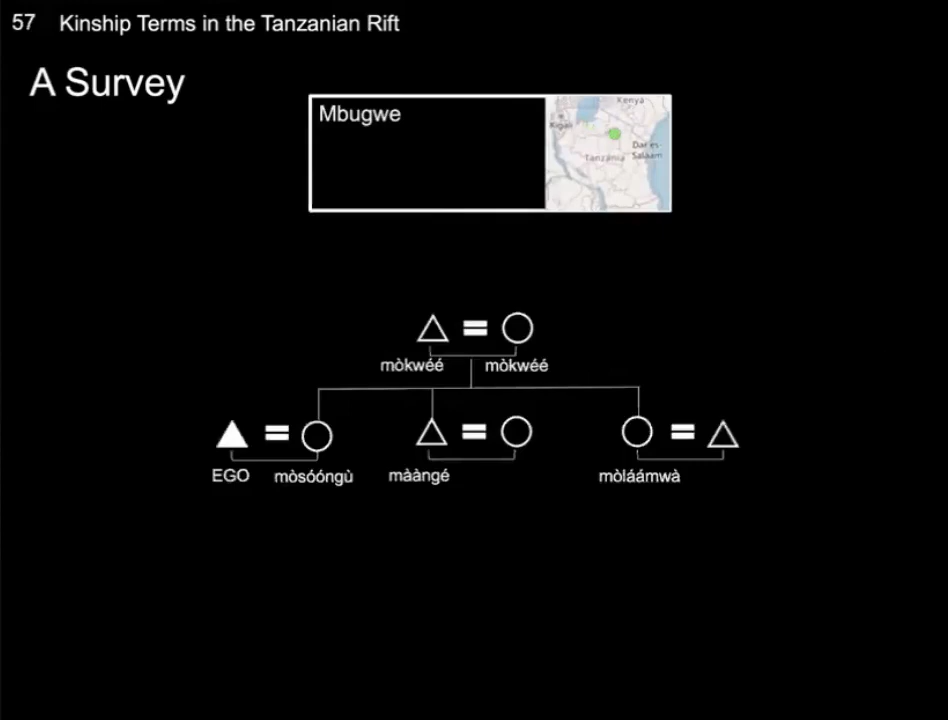 57 Kinship Terms in the Tanzanian Rift
A Survey
Mbugwe
Kenya
Kigali
Dar es
Salaam
Tanzania
mòkwéé mòkwéé
EGO mòsóóngù mààngé mòláámwà